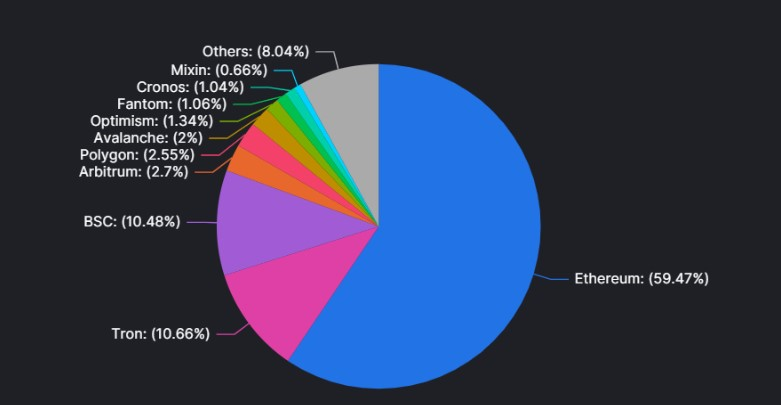 Others: (8.04%)
Mixin: (0.66%)
Cronos: (1.04%)
Fantom: (1.06%)
Optimism: (1.34%)
Avalanche: (2%)
Polygon: (2.55%)
Arbitrum: (2.7%)
BSC: (10.48%)
Ethereum: (59.47%)
Tron: (10.66%)